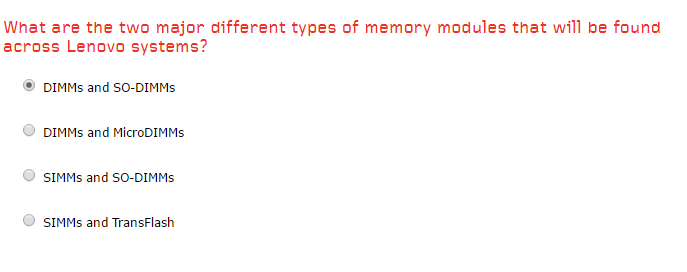 What are the two major different types of memory modules that will be found
across Lenovo systems?
DIMMs and SO-DIMMs
DIMMs and MicroDIMMs
SIMMs and SO-DIMMs
SIMMs and TransFlash